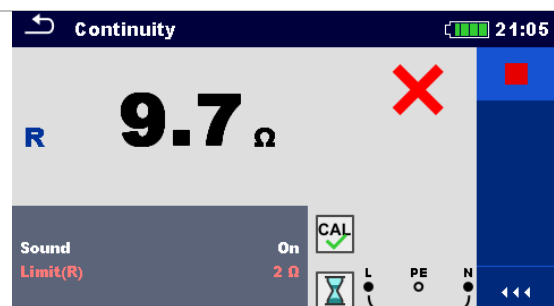 Continuity 21:05
R 9.7 Ω
CAL
Sound On
Limit(R) 2 Ω
L PE N